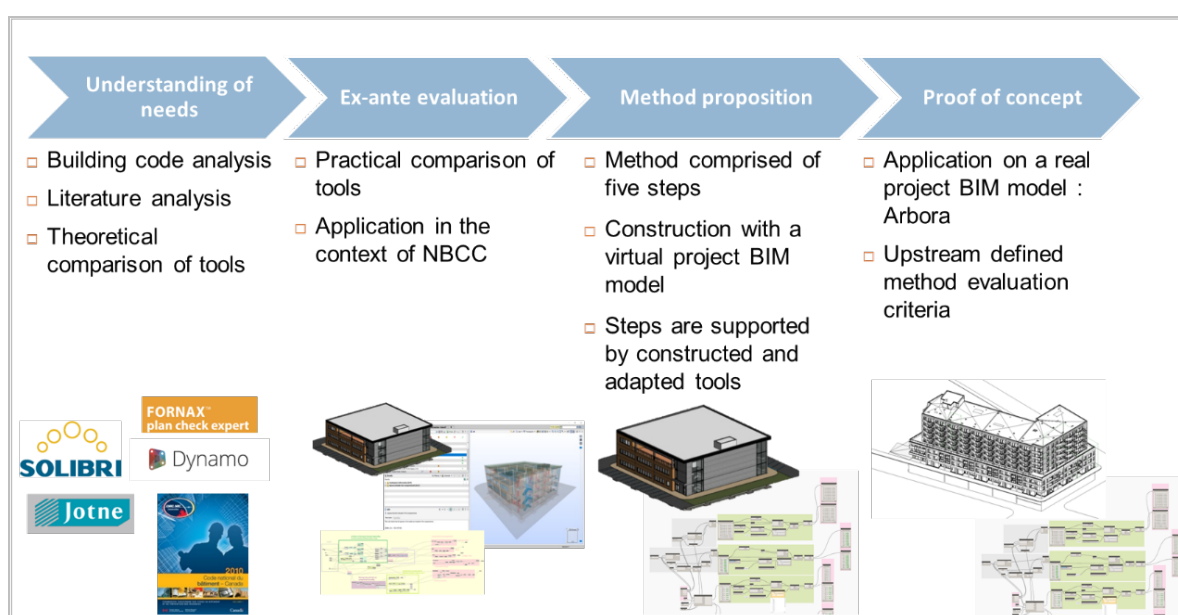 Understanding of
needs
Ex-ante evaluation
Method proposition
Proof of concept
Building code analysis
Literature analysis
Theoretical
comparison of tools
Practical comparison of
tools
Application in the
context of NBCC
Method comprised of
five steps
Construction with a
virtual project BIM
model
Steps are supported
by constructed and
adapted tools
Application on a real
project BIM model :
Arbora
Upstream defined
method evaluation
criteria
SOLIBRI
FORNAX™
plan check expert
Dynamo
Jotne
2010
Code national du
bâtiment – Canada
Canada